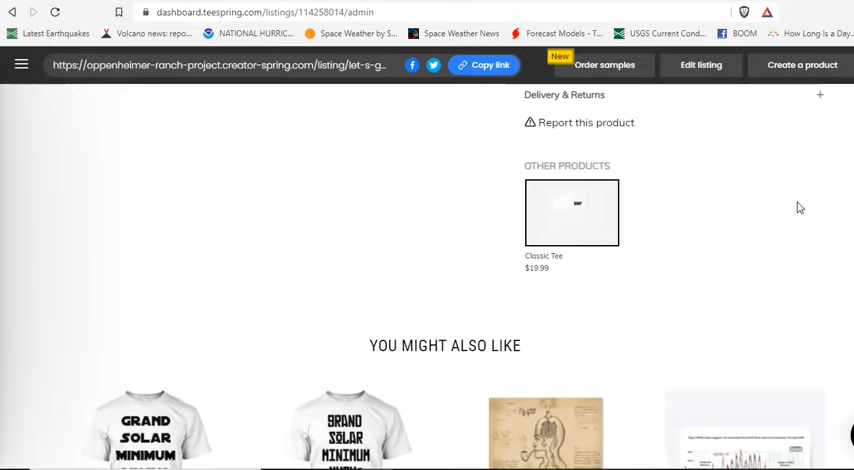 dashboard.teespring.com/listings/114258014/admin
Latest Earthquakes
Volcano news: repo...
NATIONAL HURRIC...
Space Weather by S...
Space Weather News
Forecast Models - T...
USGS Current Cond...
BOOM
How Long Is a Day...
https://oppenheimer-ranch-project.creator-spring.com/listing/let-s-g...
Copy link
New
Order samples
Edit listing
Create a product
Delivery & Returns
Report this product
OTHER PRODUCTS
Classic Tee
$19.99
YOU MIGHT ALSO LIKE
GRAND
SOLAR
MINIMUM
GRAND
SOLAR
MINIMUM